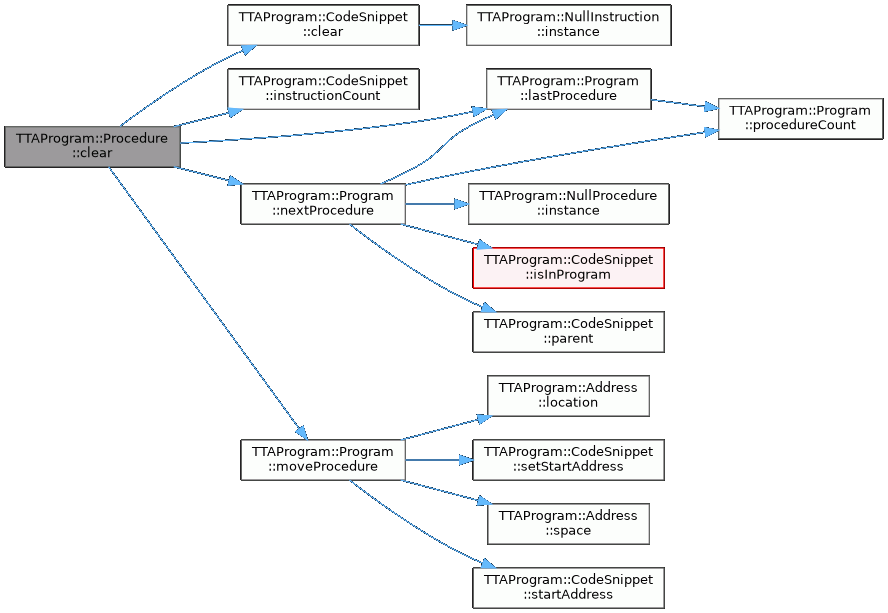 TTAProgram::CodeSnippet
::clear
TTAProgram::NullInstruction
::instance
TTAProgram::CodeSnippet
::instructionCount
TTAProgram::Program
::lastProcedure
TTAProgram::Program
::procedureCount
TTAProgram::Procedure
::clear
TTAProgram::Program
::nextProcedure
TTAProgram::NullProcedure
::instance
TTAProgram::CodeSnippet
::isInProgram
TTAProgram::CodeSnippet
::parent
TTAProgram::Address
::location
TTAProgram::Program
::moveProcedure
TTAProgram::CodeSnippet
::setStartAddress
TTAProgram::Address
::space
TTAProgram::CodeSnippet
::startAddress